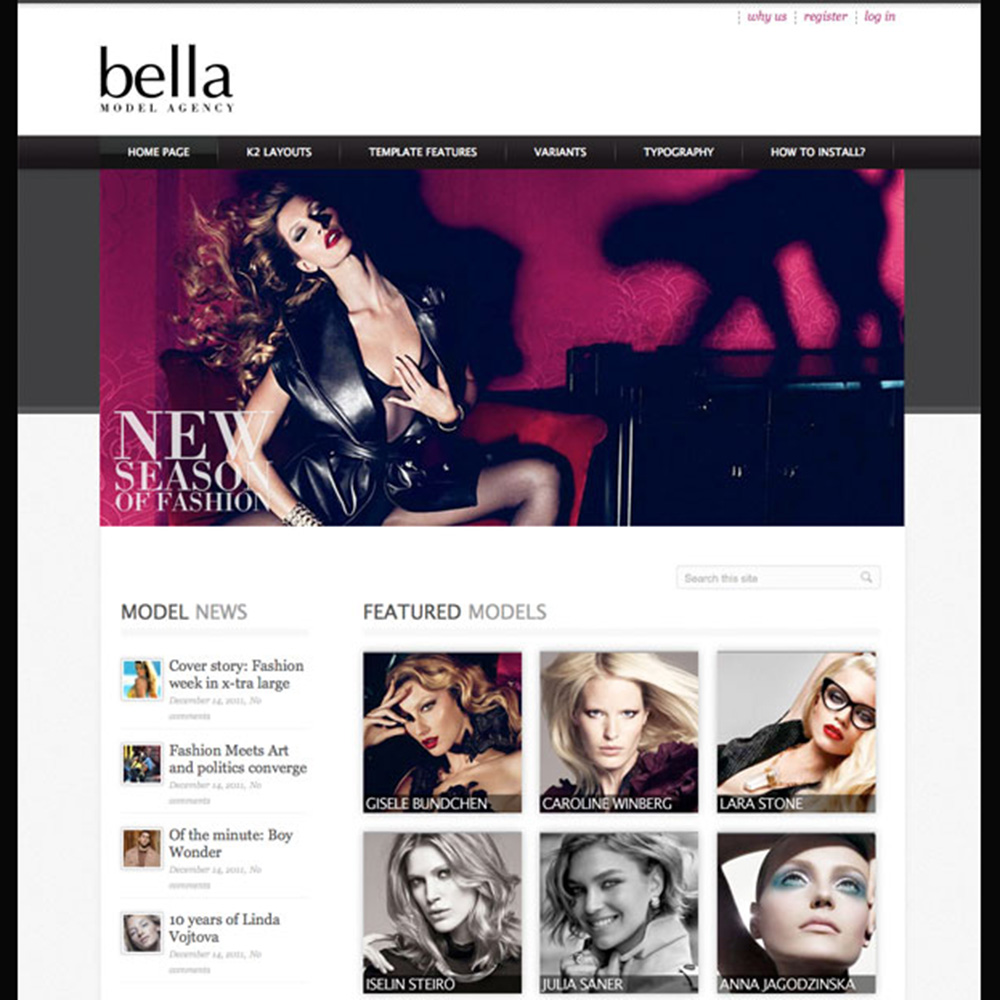 why us
register
log in
bella
MODEL AGENCY
HOME PAGE
K2 LAYOUTS
TEMPLATE FEATURES
VARIANTS
TYPOGRAPHY
HOW TO INSTALL?
NEW
SEASON
OF FASHION
Search this site
MODEL NEWS
Cover story: Fashion
week in x-tra large
December 14, 2011, No
comments
Fashion Meets Art
and politics converge
December 14, 2011, No
comments
Of the minute: Boy
Wonder
December 14, 2011, No
comments
10 years of Linda
Vojtova
December 14, 2011, No
comments
FEATURED MODELS
GISELE BUNDCHEN
CAROLINE WINBERG
LARA STONE
ISELIN STEIRO
JULIA SANER
ANNA JAGODZINSKA